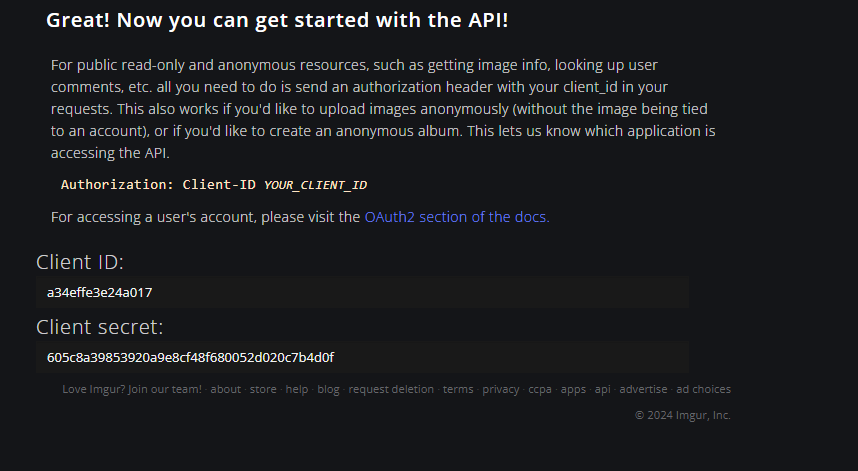 Great! Now you can get started with the API!
For public read-only and anonymous resources, such as getting image info, looking up user
comments, etc. all you need to do is send an authorization header with your client_id in your
requests. This also works if you'd like to upload images anonymously (without the image being tied
to an account), or if you'd like to create an anonymous album. This lets us know which application is
accessing the API.
Authorization: Client-ID YOUR_CLIENT_ID
For accessing a user's account, please visit the OAuth2 section of the docs.
Client ID:
a34effe3e24a017
Client secret:
605c8a39853920a9e8cf48f680052d020c7b4d0f
Love Imgur? Join our team! · about · store · help · blog · request deletion · terms · privacy · ccpa · apps · api · advertise · ad choices
© 2024 Imgur, Inc.